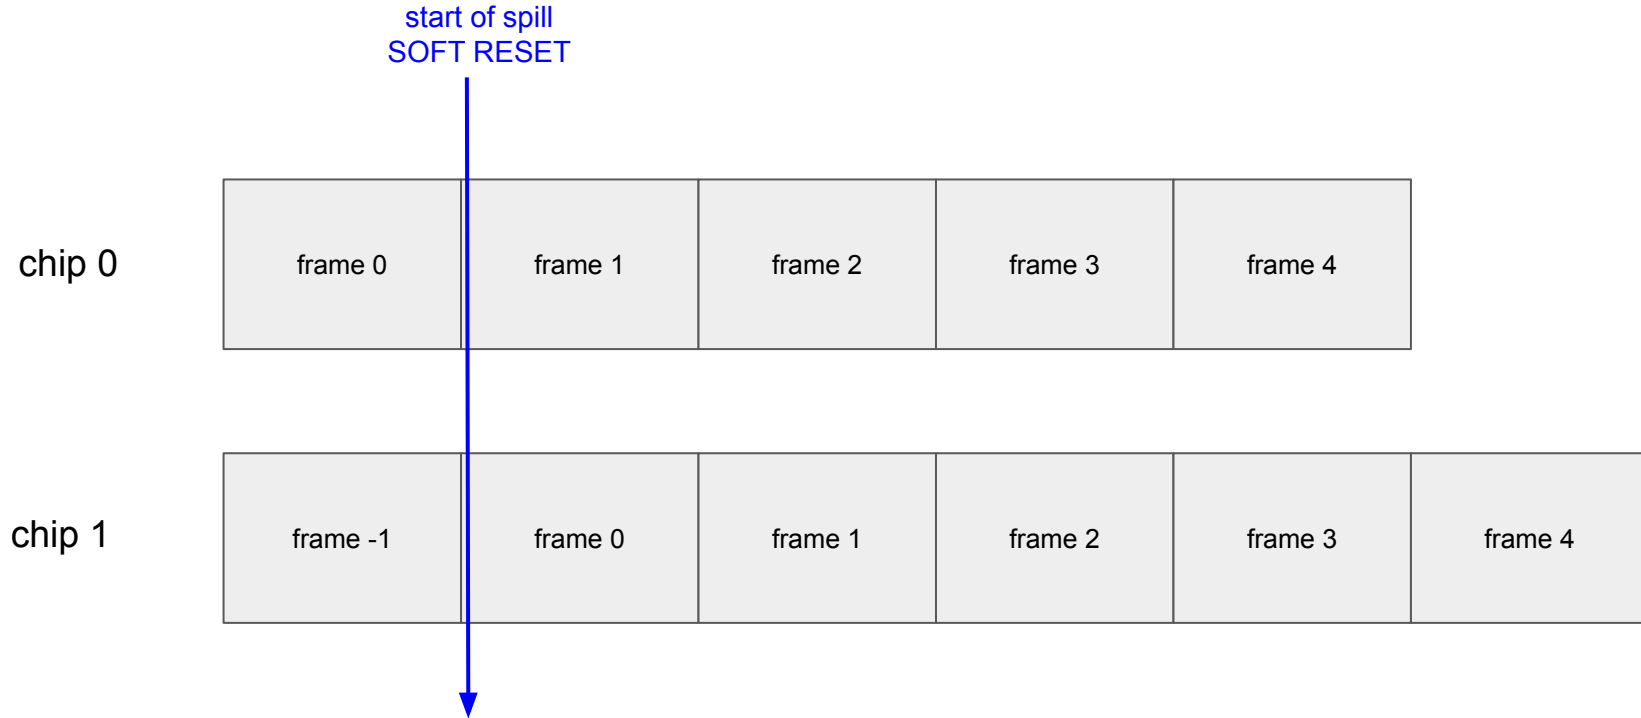 start of spill
SOFT RESET
chip 0
frame 0
frame 1
frame 2
frame 3
frame 4
chip 1
frame -1
frame 0
frame 1
frame 2
frame 3
frame 4